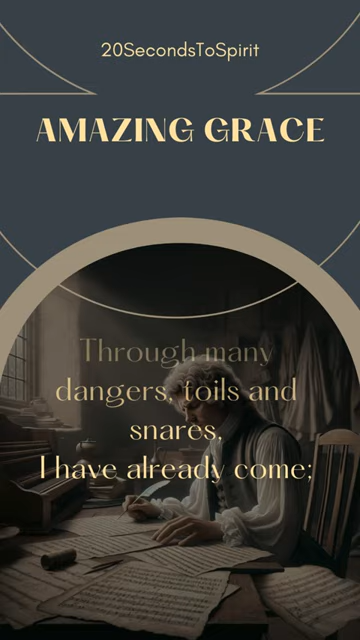 20SecondsToSpirit
AMAZING GRACE
Through many
dangers, toils and
snares,
I have already come;